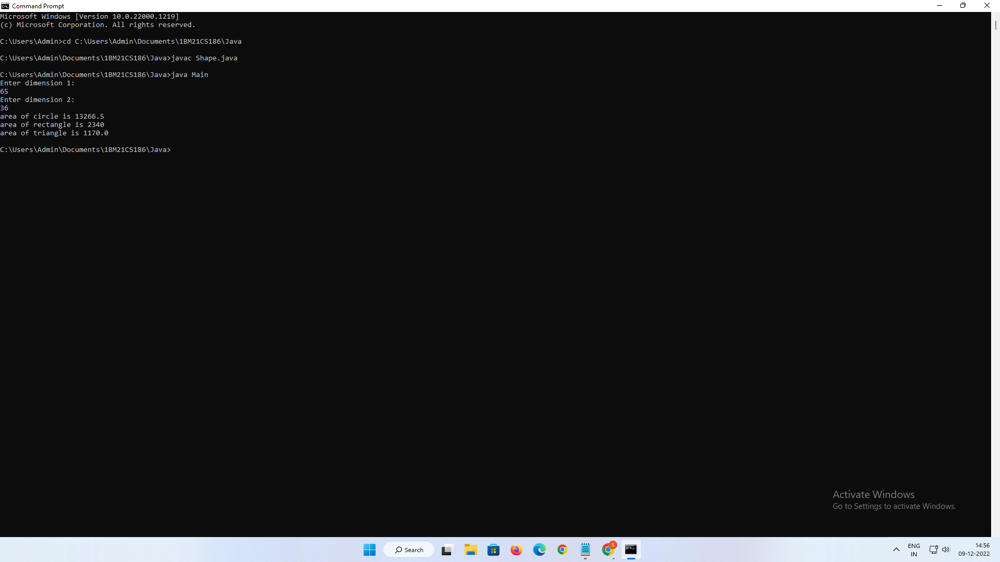 Command Prompt
Microsoft Windows [Version 10.0.22000.1219]
(c) Microsoft Corporation. All rights reserved.
C:\Users\Admin>cd C:\Users\Admin\Documents\1BM21CS186\Java
C:\Users\Admin\Documents\1BM21CS186\Java>javac Shape.java
C:\Users\Admin\Documents\1BM21CS186\Java>java Main
Enter dimension 1:
65
Enter dimension 2:
36
area of circle is 13266.5
area of rectangle is 2340
area of triangle is 1170.0
C:\Users\Admin\Documents\1BM21CS186\Java>
Activate Windows
Go to Settings to activate Windows.
Search
S
ENG
IN
14:56
09-12-2022